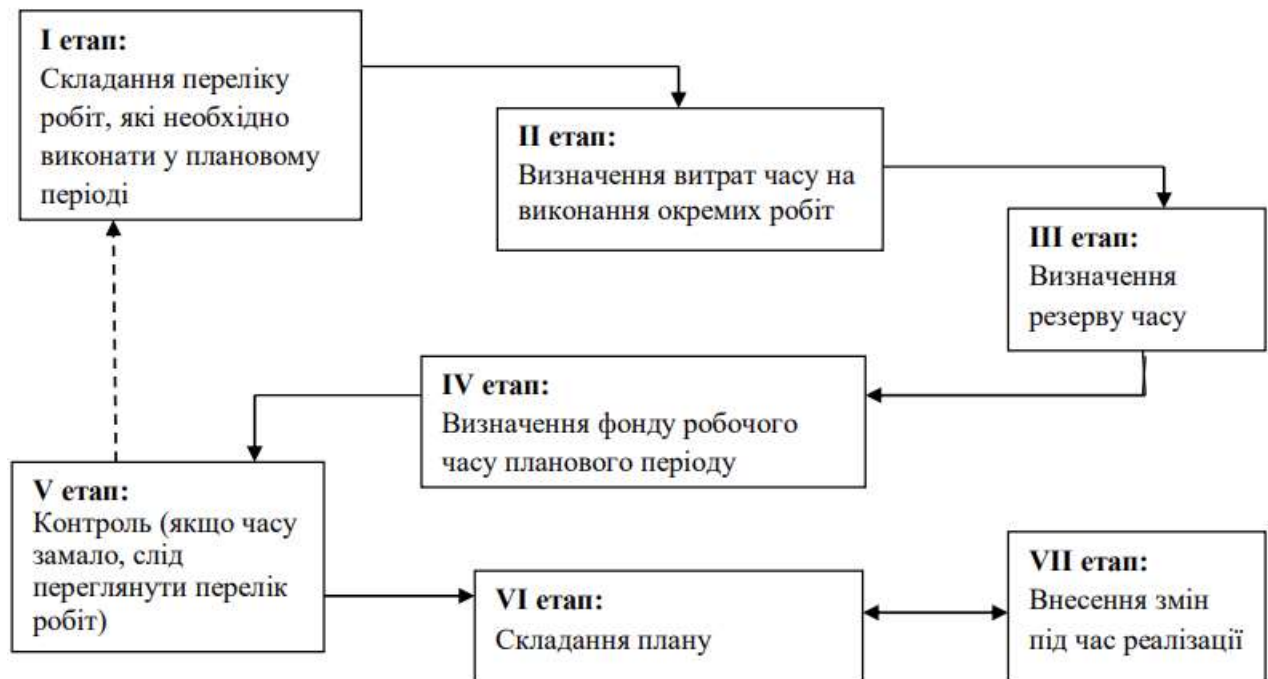 I етап:
Складання переліку
робіт, які необхідно
виконати у плановому
періоді
II етап:
Визначення витрат часу на
виконання окремих робіт
III етап:
Визначення
резерву часу
IV етап:
Визначення фонду робочого
часу планового періоду
V етап:
Контроль (якщо часу
замало, слід
переглянути перелік
робіт)
VI етап:
Складання плану
VII етап:
Внесення змін
під час реалізації